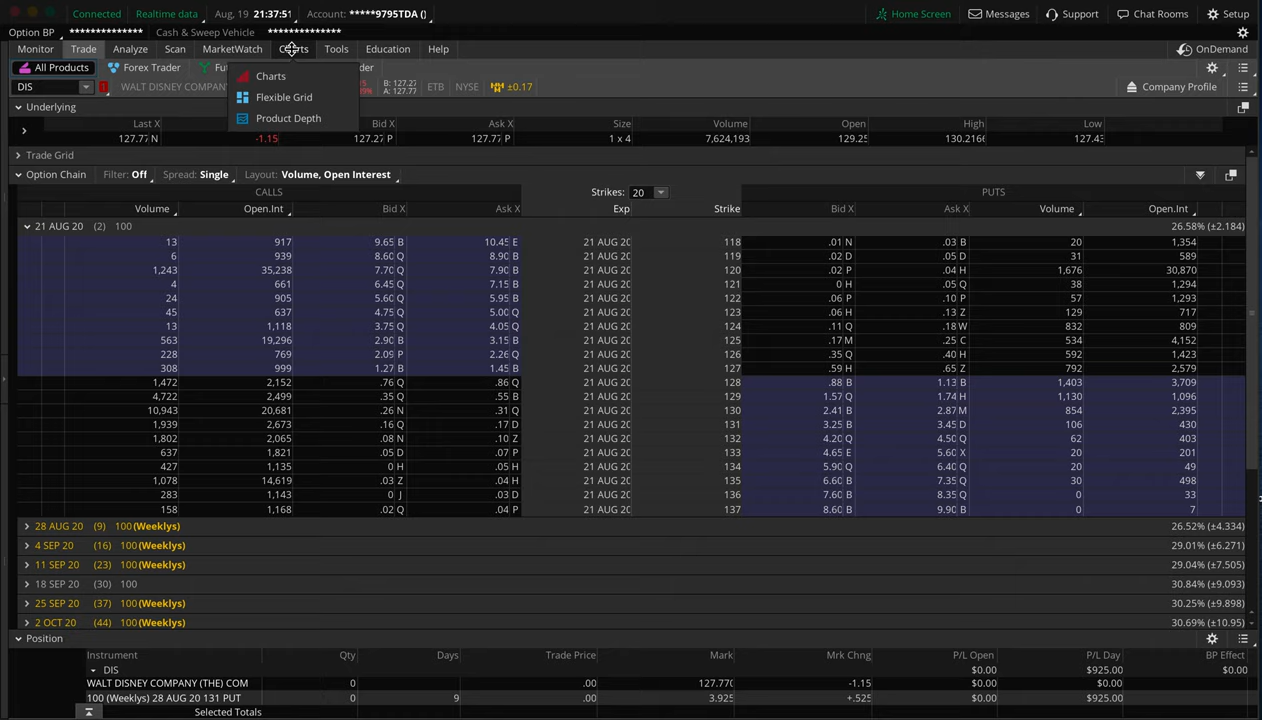 Connected Realtime data Aug, 19 21:37:51 Account: *****9795TDA () Home Screen Messages Support Chat Rooms Setup
Option BP ************** Cash & Sweep Vehicle **************
Monitor Trade Analyze Scan MarketWatch Charts Tools Education Help OnDemand
All Products Forex Trader Fu der
Charts
Flexible Grid
Product Depth
DIS WALT DISNEY COMPANY B: 127.27 A: 127.77 ETB NYSE ±0.17 Company Profile
Underlying
Last X Bid X Ask X Size Volume Open High Low
127.77 N -1.15 127.27 P 127.77 P 1 x 4 7,624,193 129.25 130.2166 127.43
Trade Grid
Option Chain Filter: Off Spread: Single Layout: Volume, Open Interest
CALLS Strikes: 20 PUTS
Volume Open.Int Bid X Ask X Exp Strike Bid X Ask X Volume Open.Int
21 AUG 20 (2) 100 26.58% (±2.184)
13 917 9.65 B 10.45 E 21 AUG 20 118 .01 N .03 B 20 1,354
6 939 8.60 Q 8.90 B 21 AUG 20 119 .02 D .05 D 31 589
1,243 35,238 7.70 Q 7.90 B 21 AUG 20 120 .02 P .04 H 1,676 30,870
4 661 6.45 Q 7.15 B 21 AUG 20 121 0 H .05 Q 38 1,294
24 905 5.60 Q 5.95 B 21 AUG 20 122 .06 P .10 P 57 1,293
45 637 4.75 Q 5.00 Q 21 AUG 20 123 .06 H .13 Z 129 717
13 1,118 3.75 Q 4.05 Q 21 AUG 20 124 .11 Q .18 W 832 809
563 19,296 2.90 B 3.15 B 21 AUG 20 125 .17 M .25 C 534 4,152
228 769 2.09 P 2.26 Q 21 AUG 20 126 .35 Q .40 H 592 1,423
308 999 1.27 B 1.45 B 21 AUG 20 127 .59 H .65 Z 792 2,579
1,472 2,152 .76 Q .86 Q 21 AUG 20 128 .88 B 1.13 B 1,403 3,709
4,722 2,499 .35 Q .55 B 21 AUG 20 129 1.57 Q 1.74 H 1,130 1,096
10,943 20,681 .26 N .31 Q 21 AUG 20 130 2.41 B 2.87 M 854 2,395
1,939 2,673 .16 Q .17 D 21 AUG 20 131 3.25 B 3.45 D 106 430
1,802 2,065 .08 N .10 Z 21 AUG 20 132 4.20 Q 4.50 Q 62 403
637 1,821 .05 D .07 P 21 AUG 20 133 4.65 E 5.60 X 20 201
427 1,135 0 H .05 H 21 AUG 20 134 5.90 Q 6.40 Q 20 49
1,078 14,619 .03 Z .04 H 21 AUG 20 135 6.60 B 7.35 Q 30 498
283 1,143 0 J .03 D 21 AUG 20 136 7.60 B 8.35 Q 0 33
158 1,168 .02 Q .04 P 21 AUG 20 137 8.60 B 9.90 B 0 7
28 AUG 20 (9) 100 (Weeklys) 26.52% (±4.334)
4 SEP 20 (16) 100 (Weeklys) 29.01% (±6.271)
11 SEP 20 (23) 100 (Weeklys) 29.04% (±7.505)
18 SEP 20 (30) 100 30.84% (±9.093)
25 SEP 20 (37) 100 (Weeklys) 30.25% (±9.898)
2 OCT 20 (44) 100 (Weeklys) 30.69% (±10.95)
Position
Instrument Qty Days Trade Price Mark Mrk Chng P/L Open P/L Day BP Effect
DIS $0.00 $925.00 $0.00
WALT DISNEY COMPANY (THE) COM 0 .00 127.770 -1.15 $0.00 $0.00
100 (Weeklys) 28 AUG 20 131 PUT 0 9 .00 3.925 +.525 $0.00 $925.00
Selected Totals